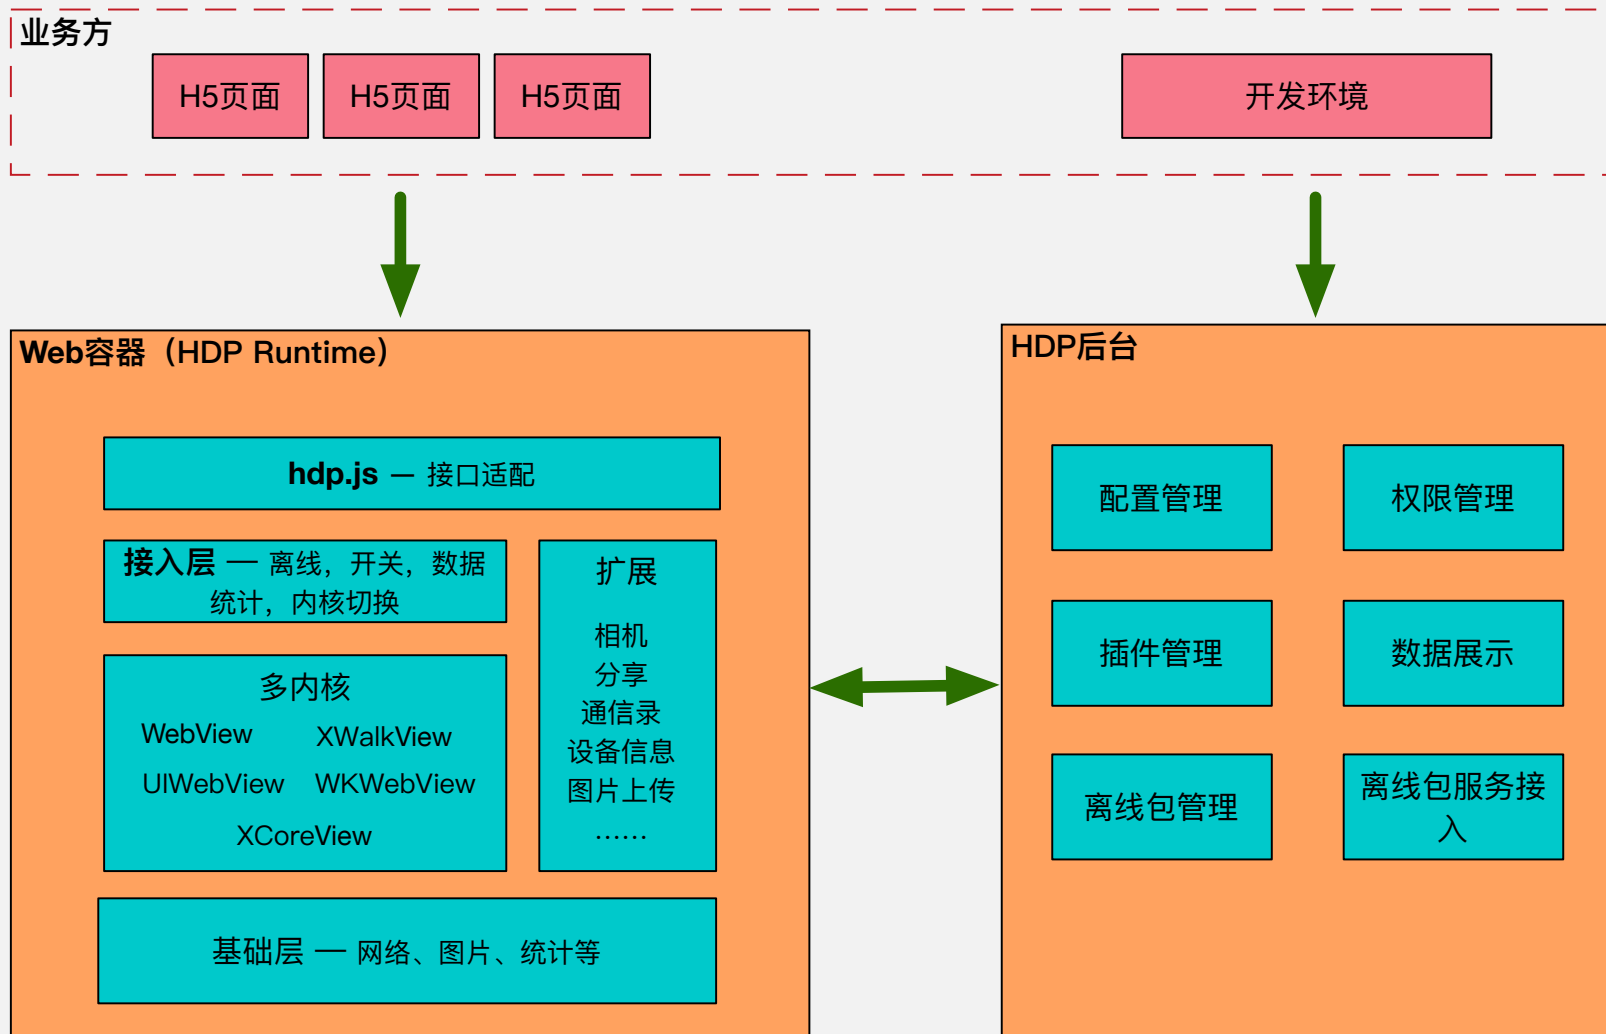 业务方
H5页面
H5页面
H5页面
开发环境
Web容器（HDP Runtime）
hdp.js — 接口适配
接入层 — 离线，开关，数据
统计，内核切换
扩展
相机
分享
通信录
设备信息
图片上传
……
多内核
WebView
XWalkView
UIWebView
WKWebView
XCoreView
基础层 — 网络、图片、统计等
HDP后台
配置管理
权限管理
插件管理
数据展示
离线包管理
离线包服务接
入